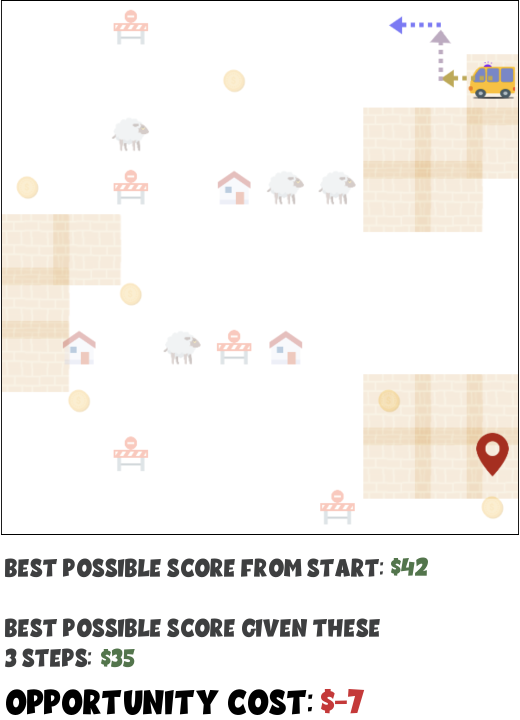 BEST POSSIBLE SCORE FROM START: $42
BEST POSSIBLE SCORE GIVEN THESE
3 STEPS: $35
OPPORTUNITY COST: $-7